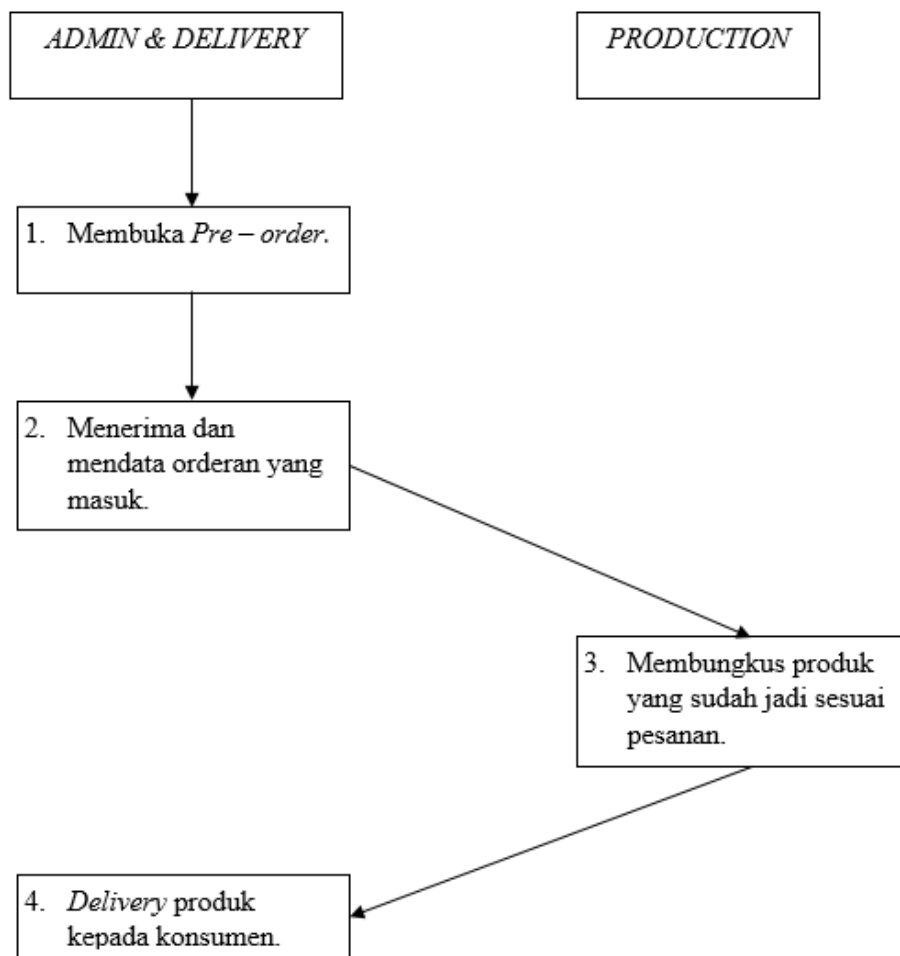 ADMIN & DELIVERY
PRODUCTION
1. Membuka Pre – order.
2. Menerima dan
mendata orderan yang
masuk.
3. Membungkus produk
yang sudah jadi sesuai
pesanan.
4. Delivery produk
kepada konsumen.